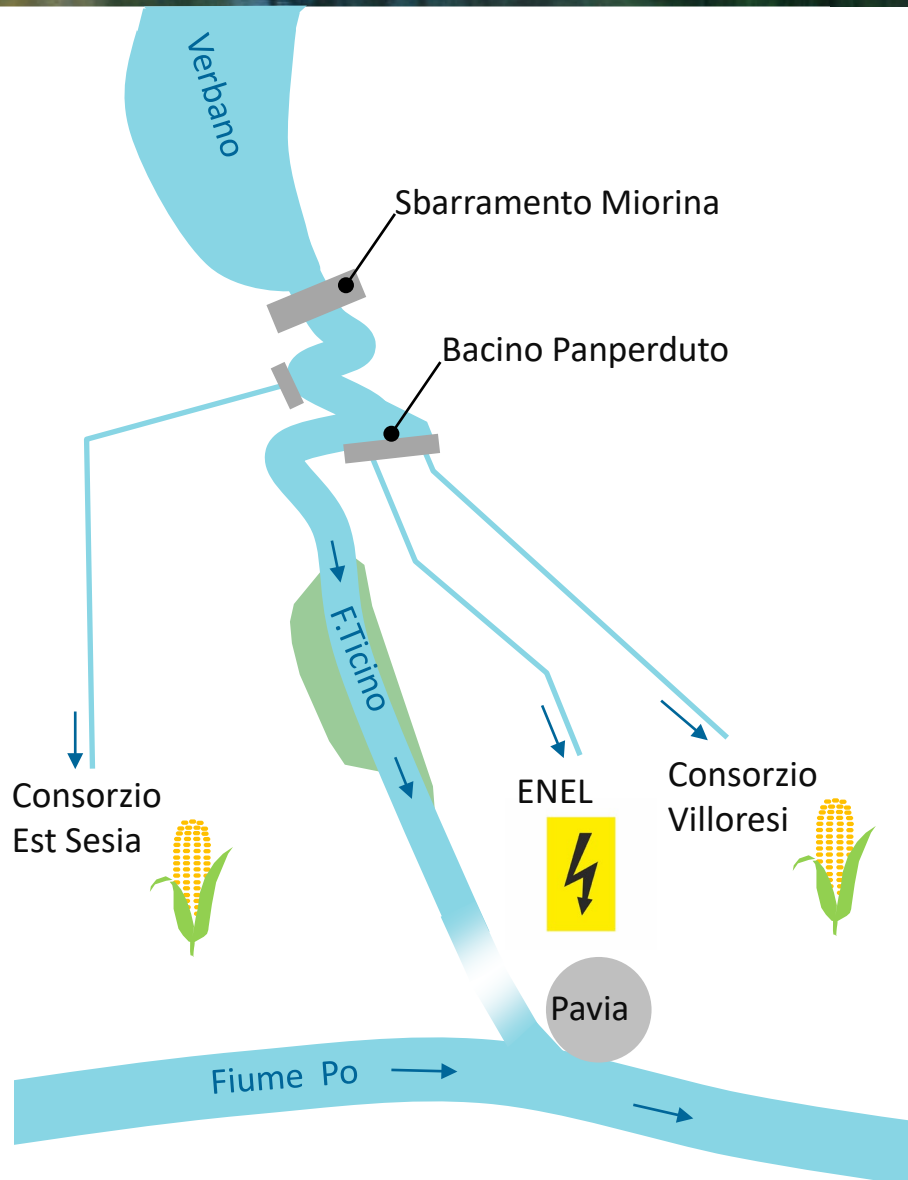 Verbano
Sbarramento Miorina
Bacino Panperduto
F.Ticino
Consorzio
Est Sesia
ENEL
Consorzio
Villoresi
Pavia
Fiume Po